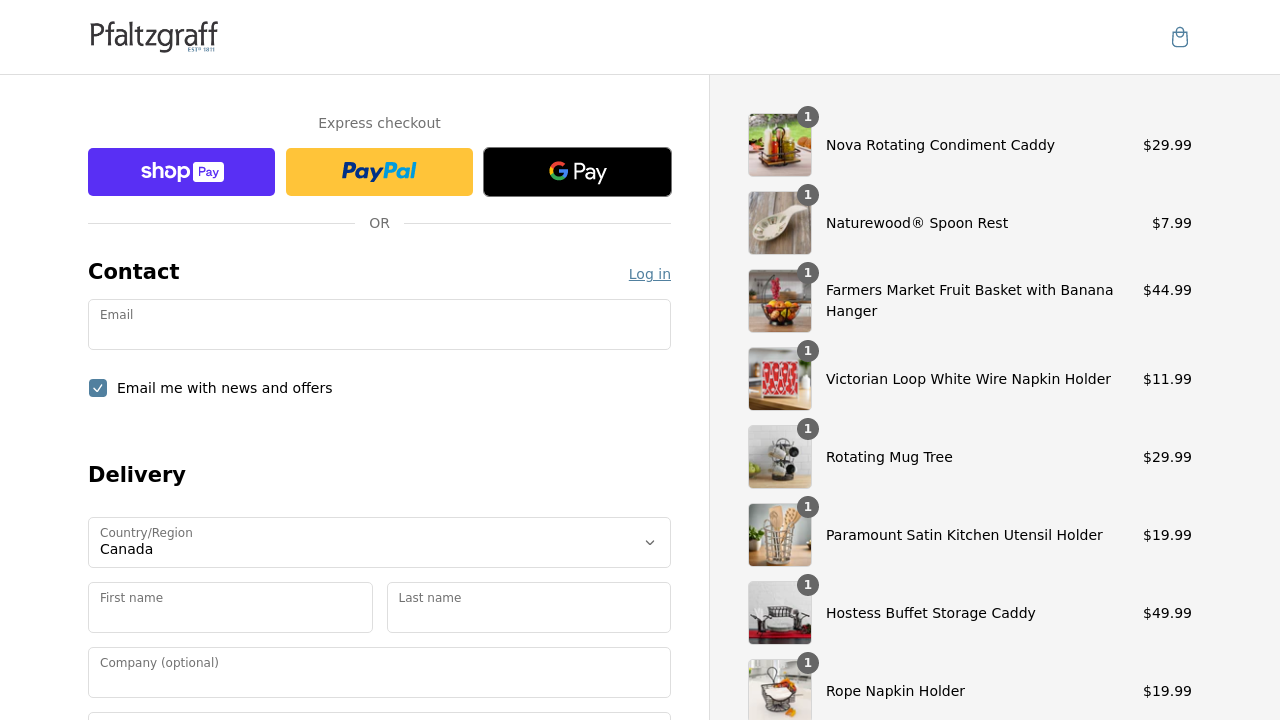 Pfaltzgraff
ESTD 1811
Express checkout
shop Pay
PayPal
G Pay
OR
Contact
Log in
Email
Email me with news and offers
Delivery
Country/Region
Canada
First name
Last name
Company (optional)
1
Nova Rotating Condiment Caddy
$29.99
1
Naturewood® Spoon Rest
$7.99
1
Farmers Market Fruit Basket with Banana
Hanger
$44.99
1
Victorian Loop White Wire Napkin Holder
$11.99
1
Rotating Mug Tree
$29.99
1
Paramount Satin Kitchen Utensil Holder
$19.99
1
Hostess Buffet Storage Caddy
$49.99
1
Rope Napkin Holder
$19.99